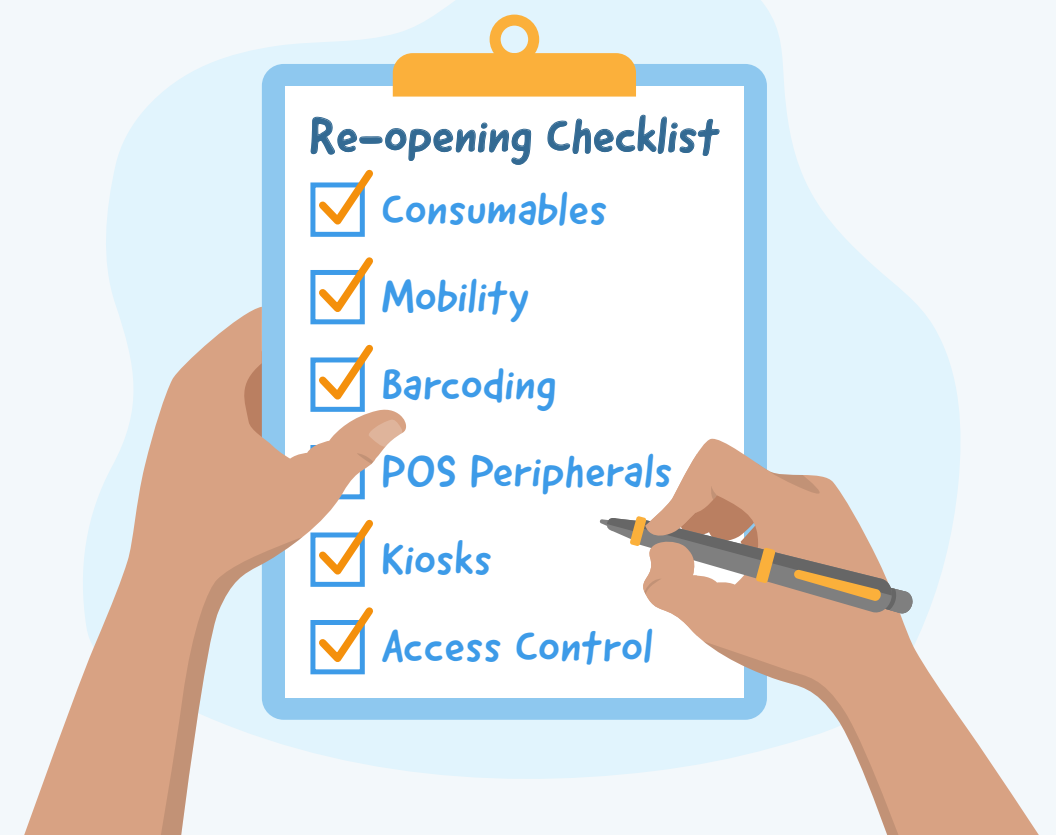 Re-opening Checklist
Consumables
Mobility
Barcoding
POS Peripherals
Kiosks
Access Control